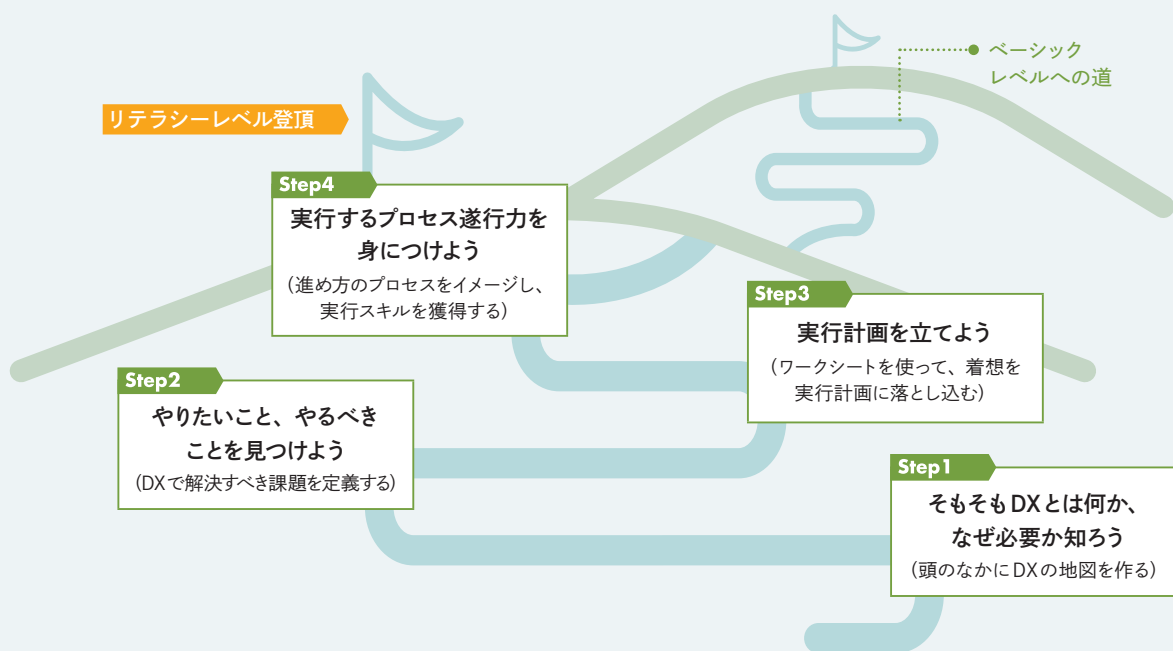 ベーシック
レベルへの道
リテラシーレベル登頂
Step4
実行するプロセス遂行力を
身につけよう
（進め方のプロセスをイメージし、
実行スキルを獲得する）
Step3
実行計画を立てよう
（ワークシートを使って、着想を
実行計画に落とし込む）
Step2
やりたいこと、やるべき
ことを見つけよう
（DXで解決すべき課題を定義する）
Step1
そもそもDXとは何か、
なぜ必要か知ろう
（頭のなかにDXの地図を作る）